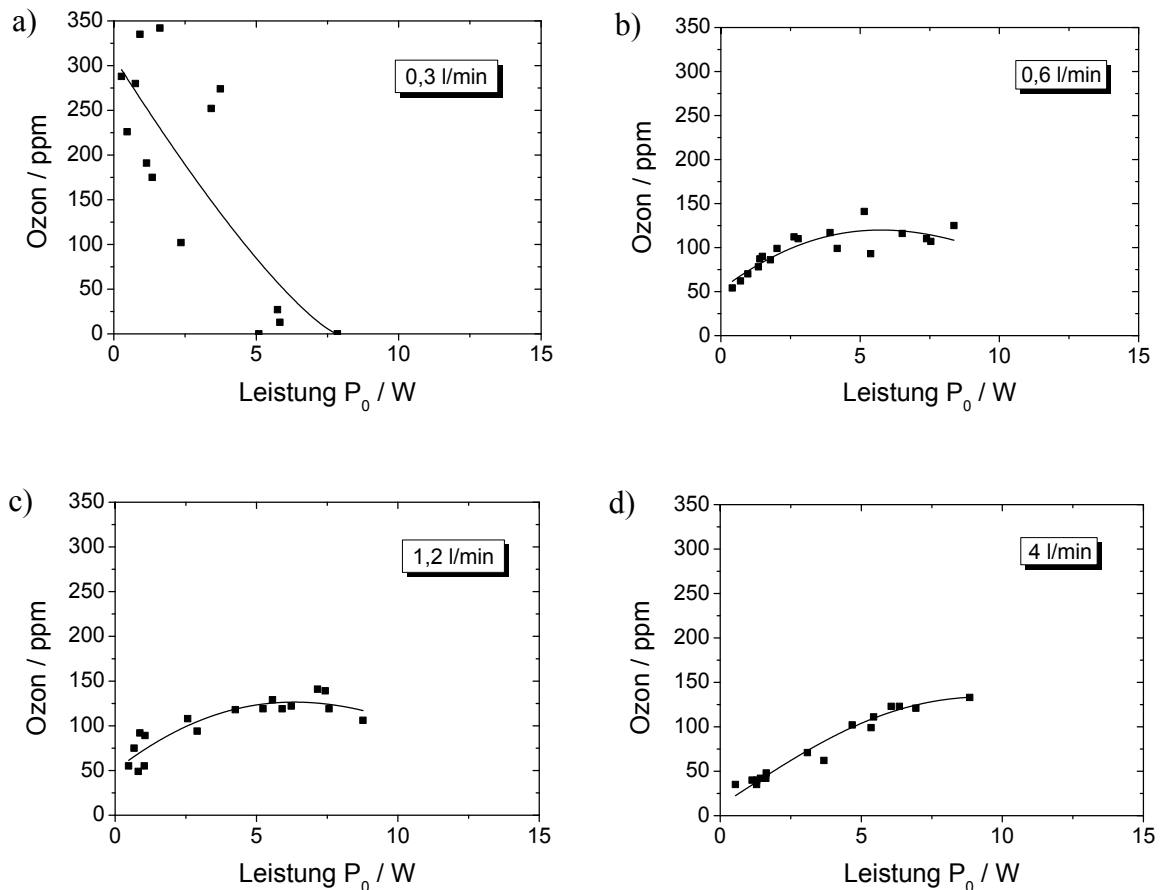 a)
350
300
250
200
150
100
50
0
Ozon / ppm
0,3 l/min
0 5 10 15
Leistung P₀ / W
b)
350
300
250
200
150
100
50
0
Ozon / ppm
0,6 l/min
0 5 10 15
Leistung P₀ / W
c)
350
300
250
200
150
100
50
0
Ozon / ppm
1,2 l/min
0 5 10 15
Leistung P₀ / W
d)
350
300
250
200
150
100
50
0
Ozon / ppm
4 l/min
0 5 10 15
Leistung P₀ / W